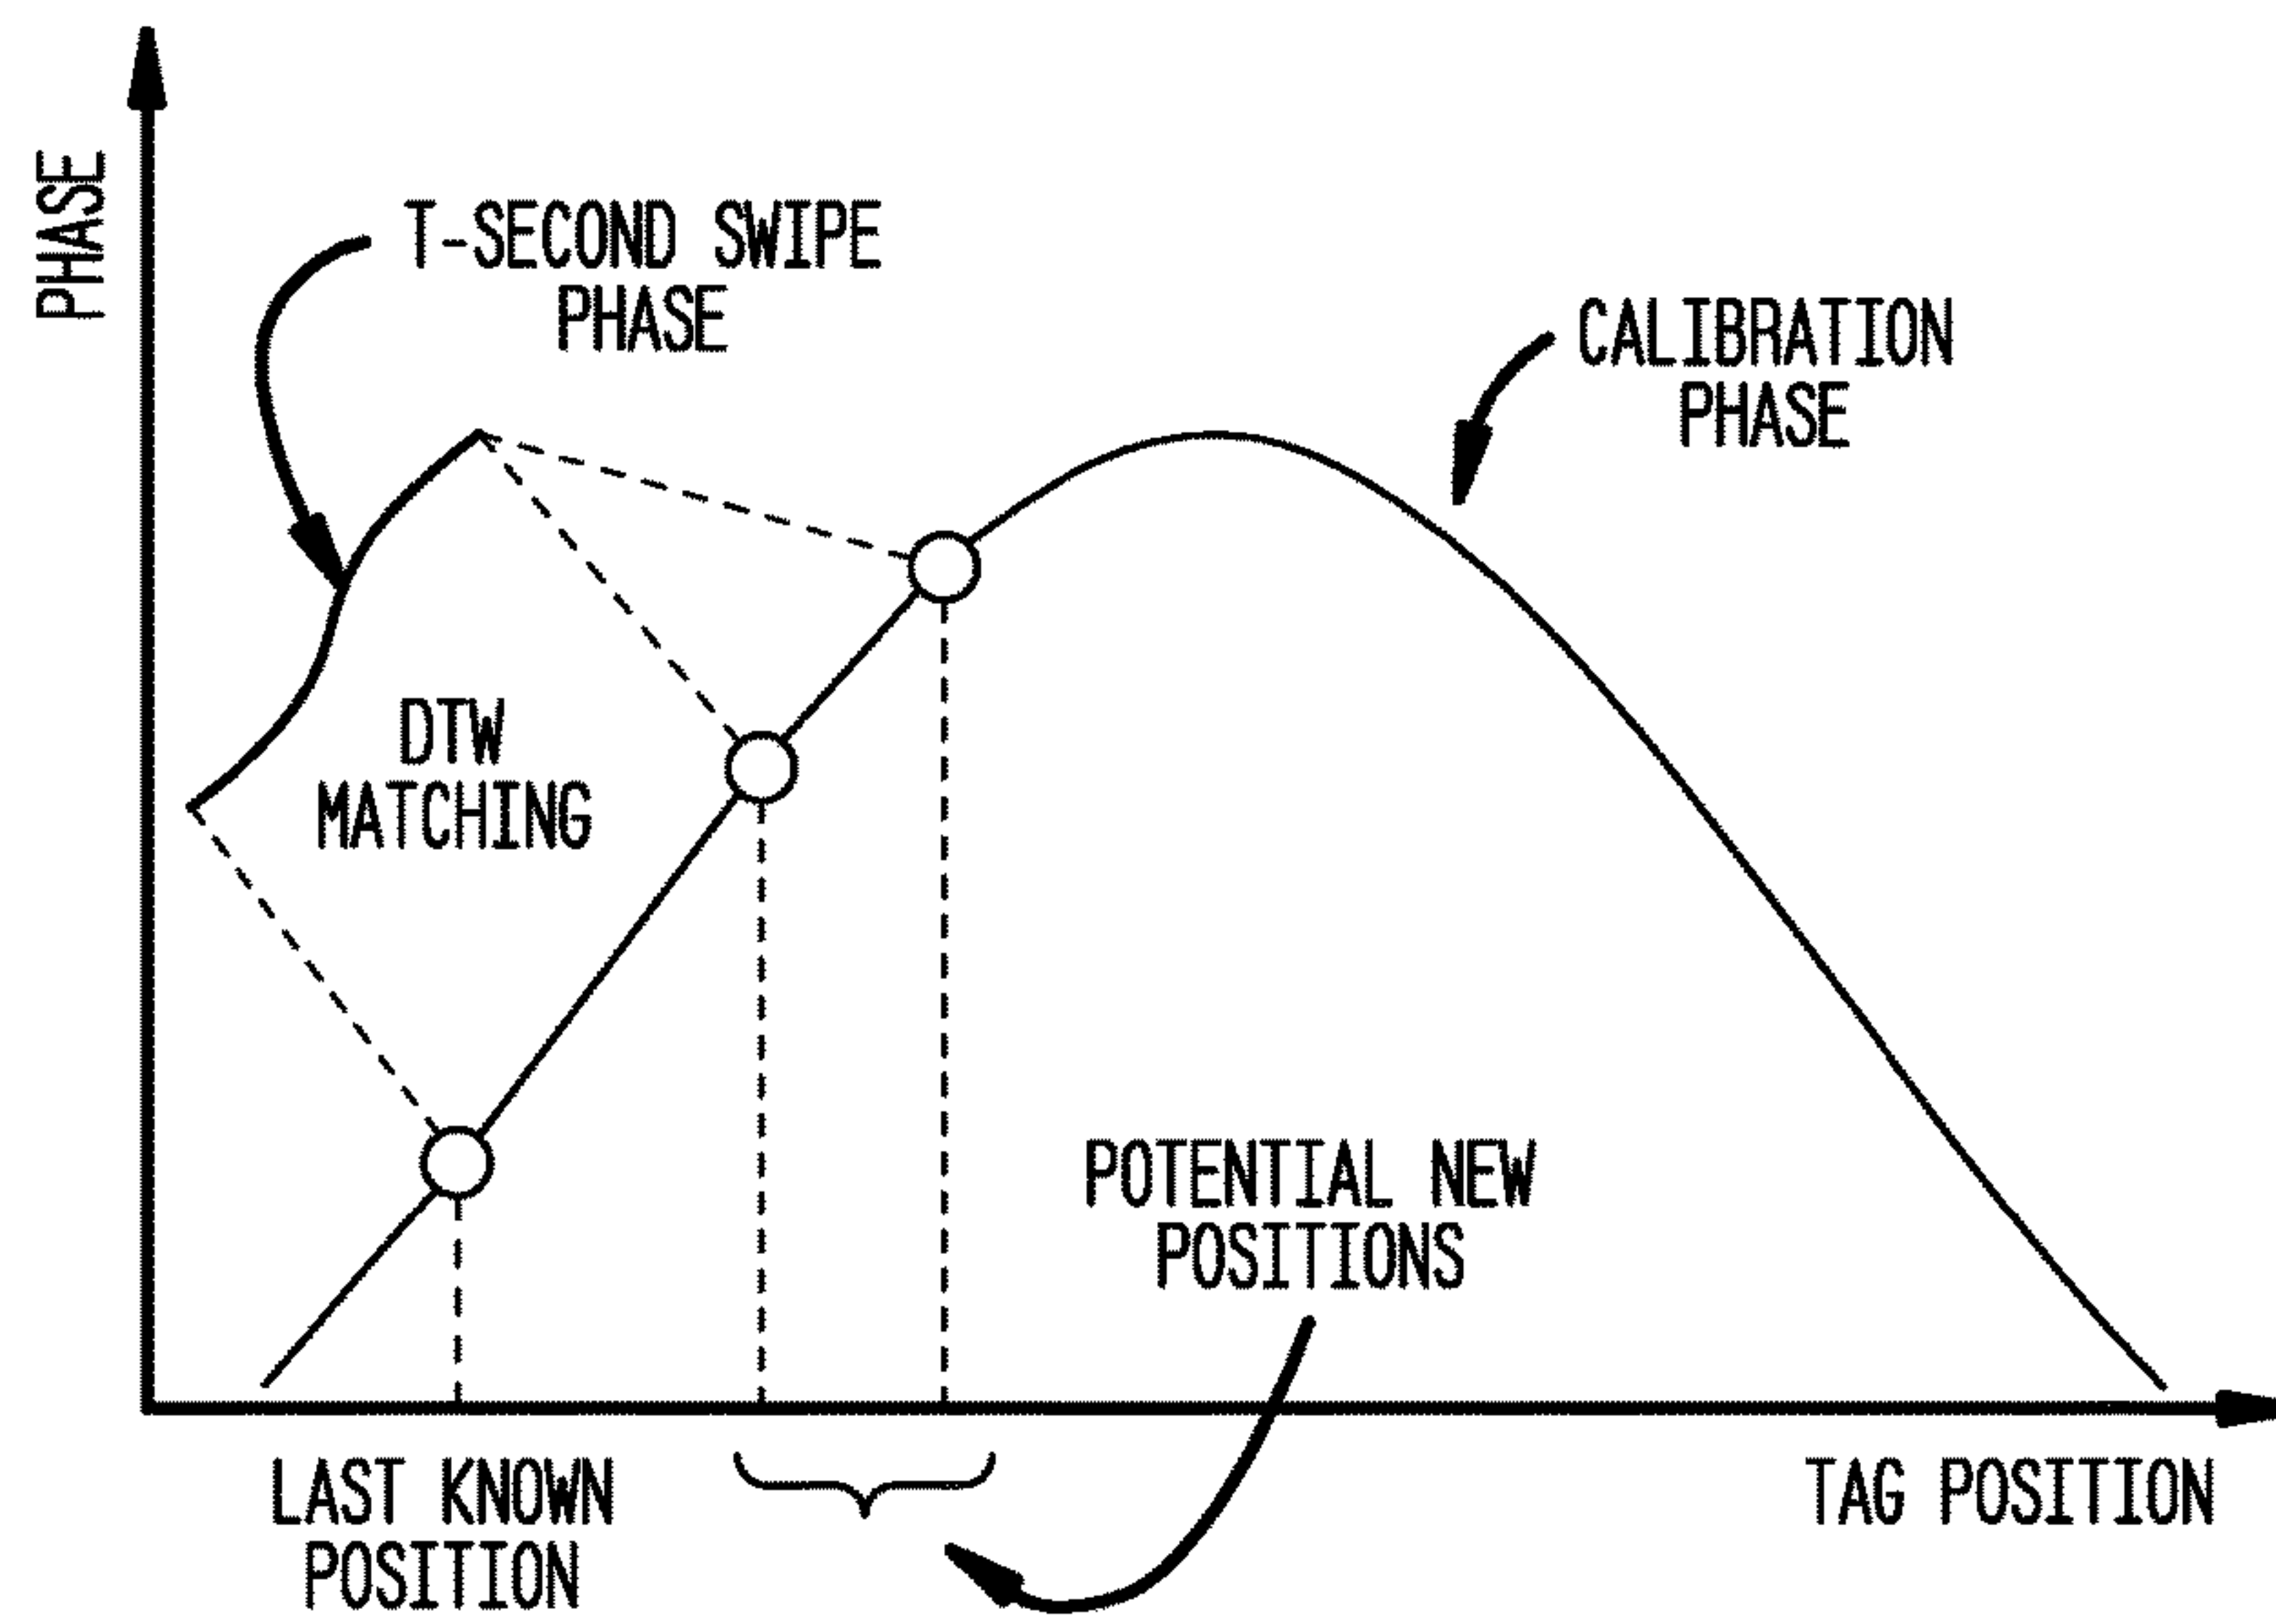 PHASE
T-SECOND SWIPE
PHASE
CALIBRATION
PHASE
DTW
MATCHING
POTENTIAL NEW
POSITIONS
LAST KNOWN
POSITION
TAG POSITION